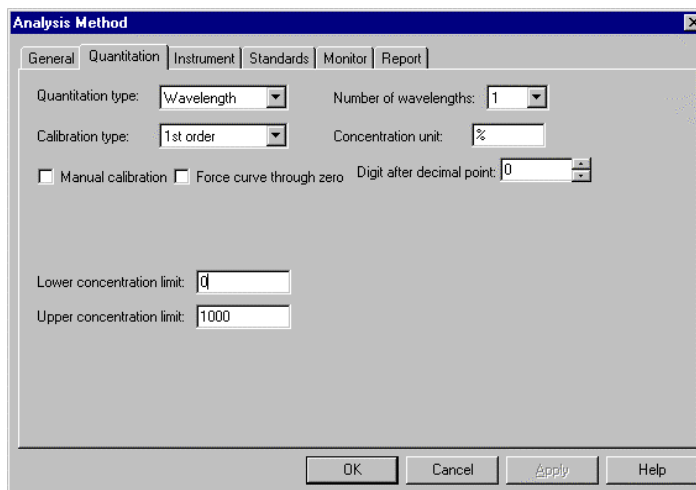 Analysis Method
General Quantitation Instrument Standards Monitor Report
Quantitation type: Wavelength Number of wavelengths: 1
Calibration type: 1st order Concentration unit: %
Manual calibration Force curve through zero Digit after decimal point: 0
Lower concentration limit: 0
Upper concentration limit: 1000
OK Cancel Apply Help